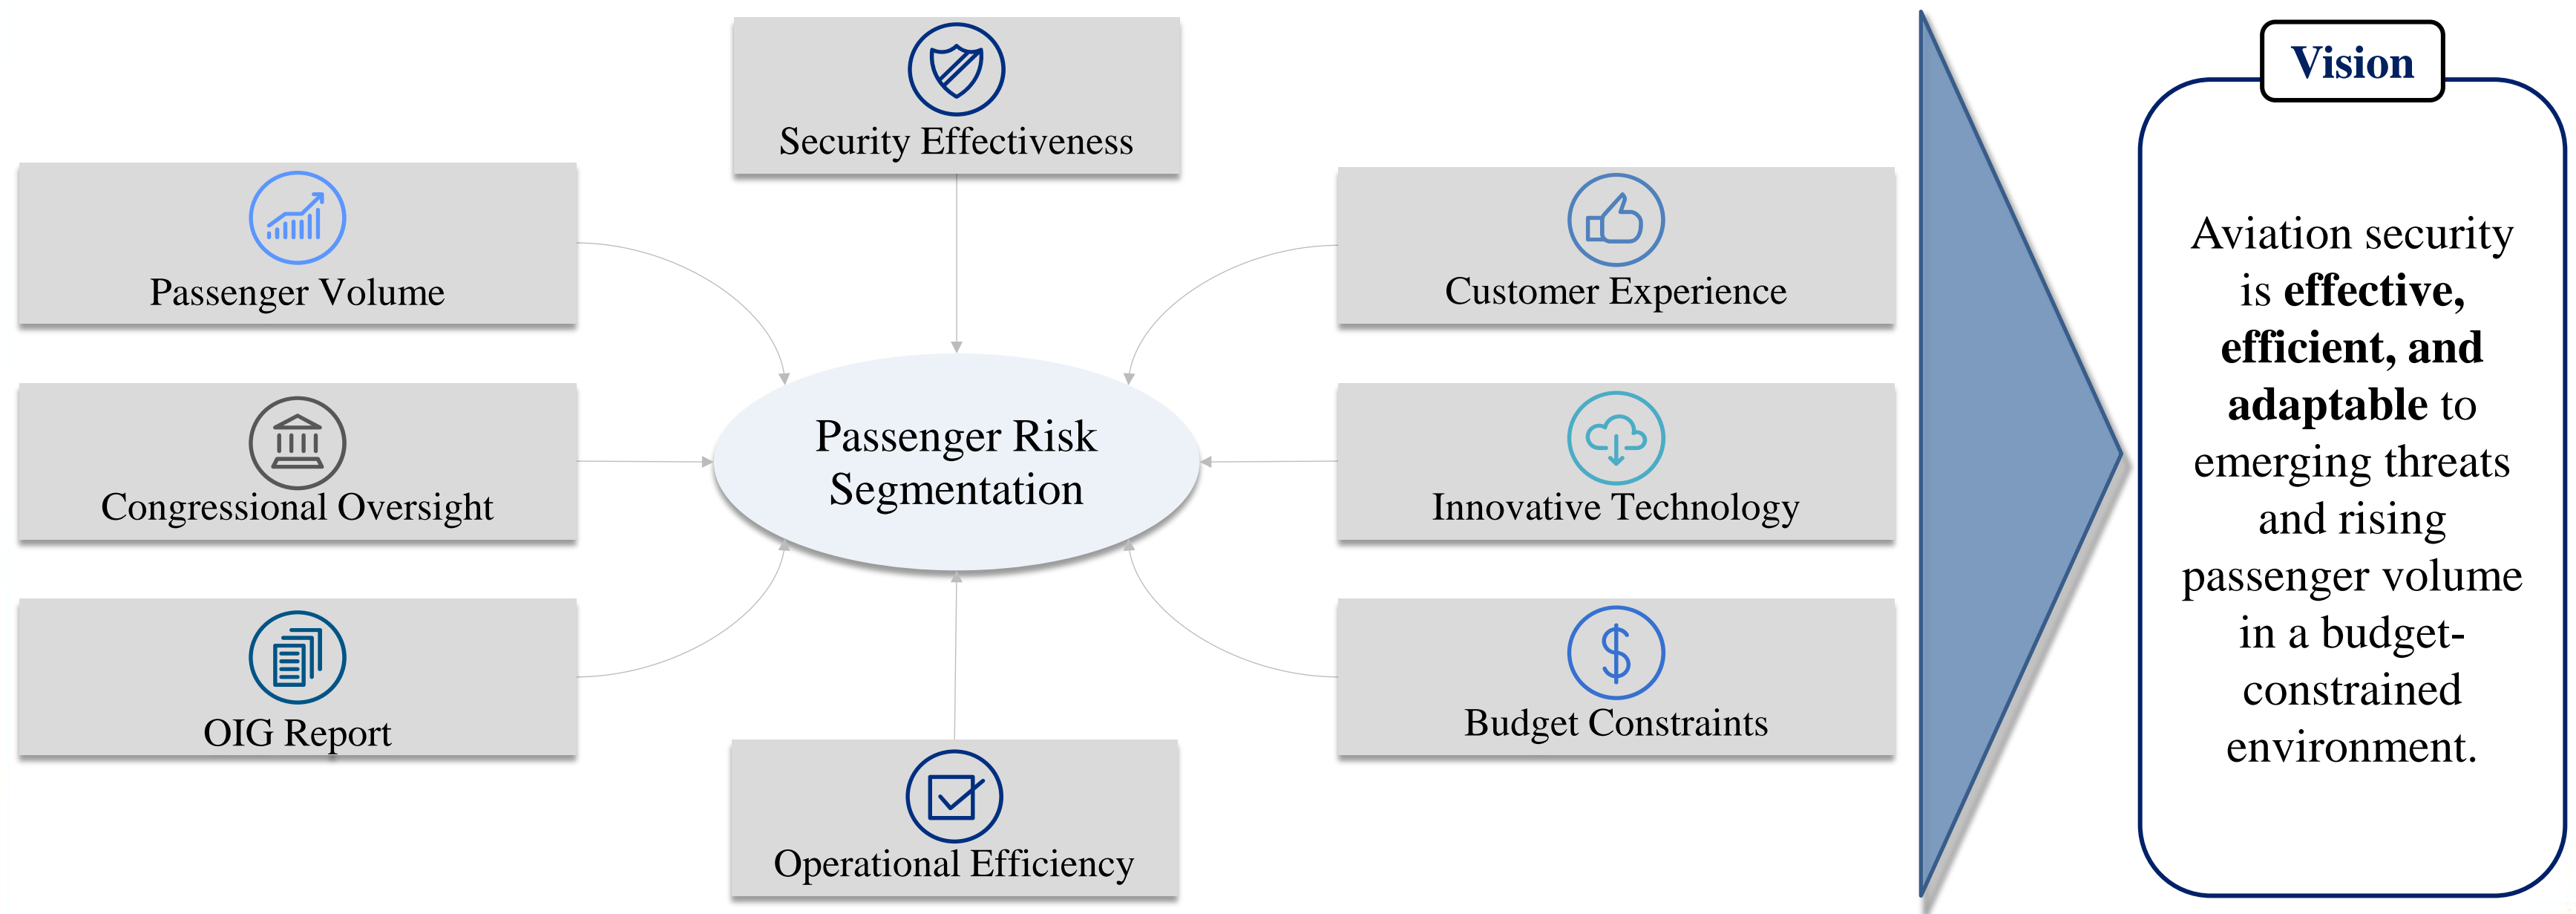 Security Effectiveness
Passenger Volume
Customer Experience
Congressional Oversight
Passenger Risk
Segmentation
Innovative Technology
OIG Report
Budget Constraints
Operational Efficiency
Vision
Aviation security
is effective,
efficient, and
adaptable to
emerging threats
and rising
passenger volume
in a budget-
constrained
environment.